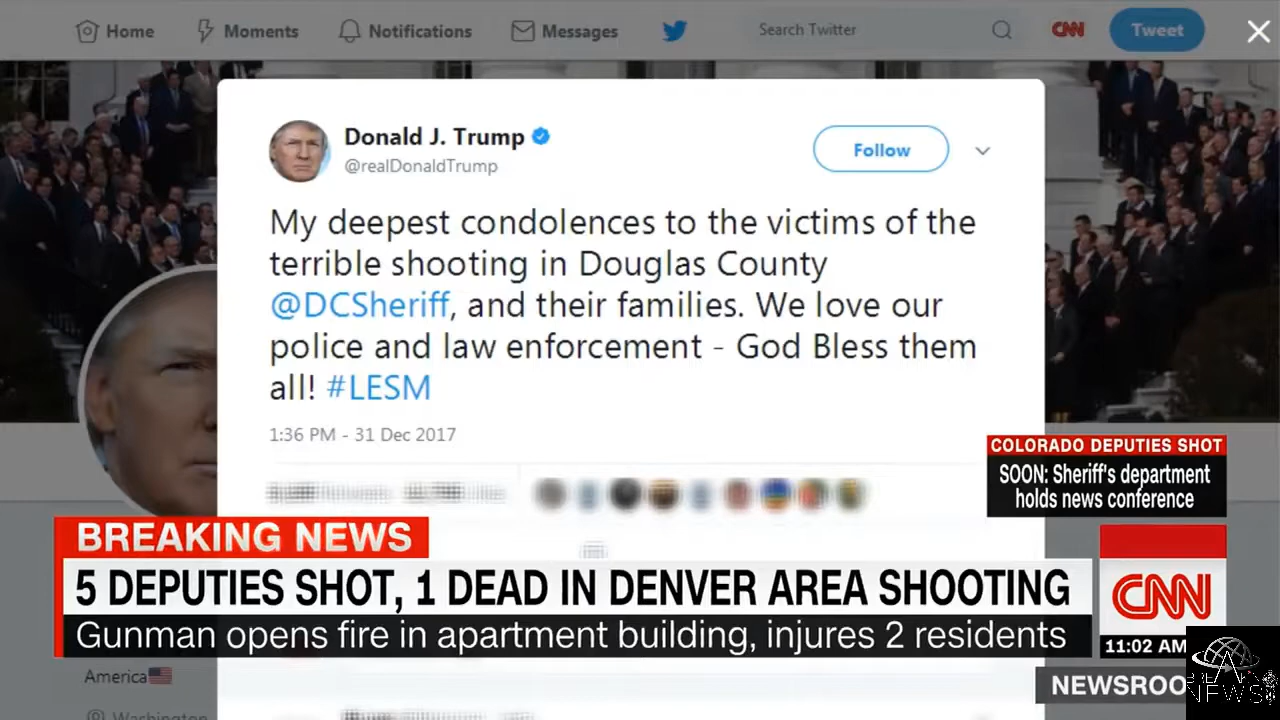 Home
Moments
Notifications
Messages
Search Twitter
CNN
Tweet
Donald J. Trump
@realDonaldTrump
Follow
My deepest condolences to the victims of the
terrible shooting in Douglas County
@DCSheriff, and their families. We love our
police and law enforcement - God Bless them
all! #LESM
1:36 PM - 31 Dec 2017
COLORADO DEPUTIES SHOT
SOON: Sheriff's department
holds news conference
BREAKING NEWS
5 DEPUTIES SHOT, 1 DEAD IN DENVER AREA SHOOTING
Gunman opens fire in apartment building, injures 2 residents
CNN
11:02 AM
America
Washington
NEWSROO
NEWS